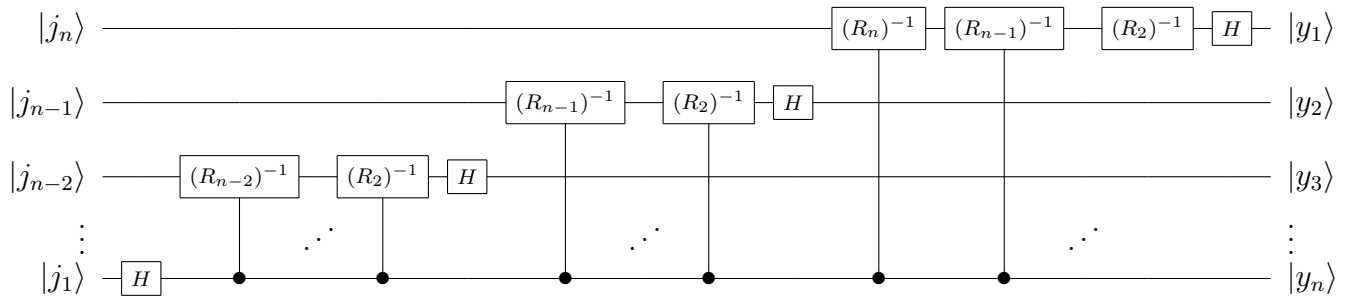 |j_n⟩ (R_n)^{-1} (R_{n-1})^{-1} (R_2)^{-1} H |y_1⟩
|j_{n-1}⟩ (R_{n-1})^{-1} (R_2)^{-1} H |y_2⟩
|j_{n-2}⟩ (R_{n-2})^{-1} (R_2)^{-1} H |y_3⟩
⋮ ⋰ ⋰ ⋰ ⋮
|j_1⟩ H |y_n⟩